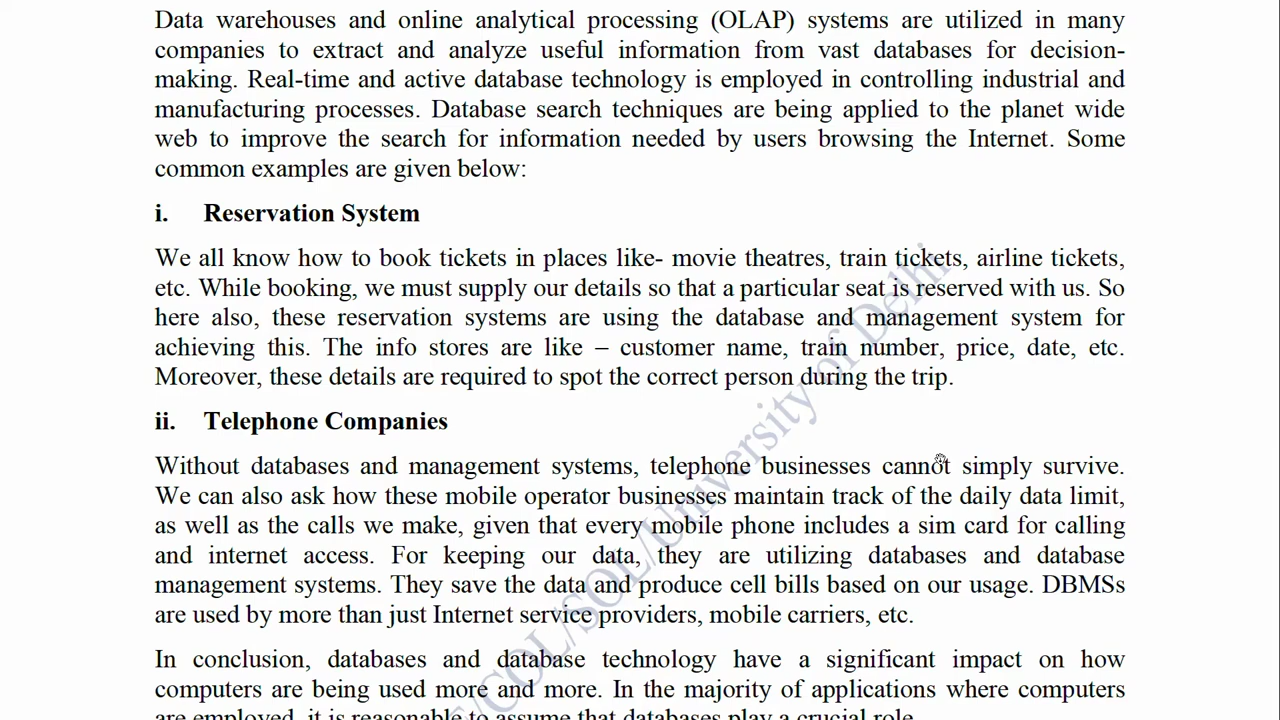 Data warehouses and online analytical processing (OLAP) systems are utilized in many
companies to extract and analyze useful information from vast databases for decision-
making. Real-time and active database technology is employed in controlling industrial and
manufacturing processes. Database search techniques are being applied to the planet wide
web to improve the search for information needed by users browsing the Internet. Some
common examples are given below:
i. Reservation System
We all know how to book tickets in places like- movie theatres, train tickets, airline tickets,
etc. While booking, we must supply our details so that a particular seat is reserved with us. So
here also, these reservation systems are using the database and management system for
achieving this. The info stores are like – customer name, train number, price, date, etc.
Moreover, these details are required to spot the correct person during the trip.
ii. Telephone Companies
Without databases and management systems, telephone businesses cannot simply survive.
We can also ask how these mobile operator businesses maintain track of the daily data limit,
as well as the calls we make, given that every mobile phone includes a sim card for calling
and internet access. For keeping our data, they are utilizing databases and database
management systems. They save the data and produce cell bills based on our usage. DBMSs
are used by more than just Internet service providers, mobile carriers, etc.
In conclusion, databases and database technology have a significant impact on how
computers are being used more and more. In the majority of applications where computers
are employed, it is reasonable to assume that databases play a crucial role.
/COL/SOL/University of Delhi